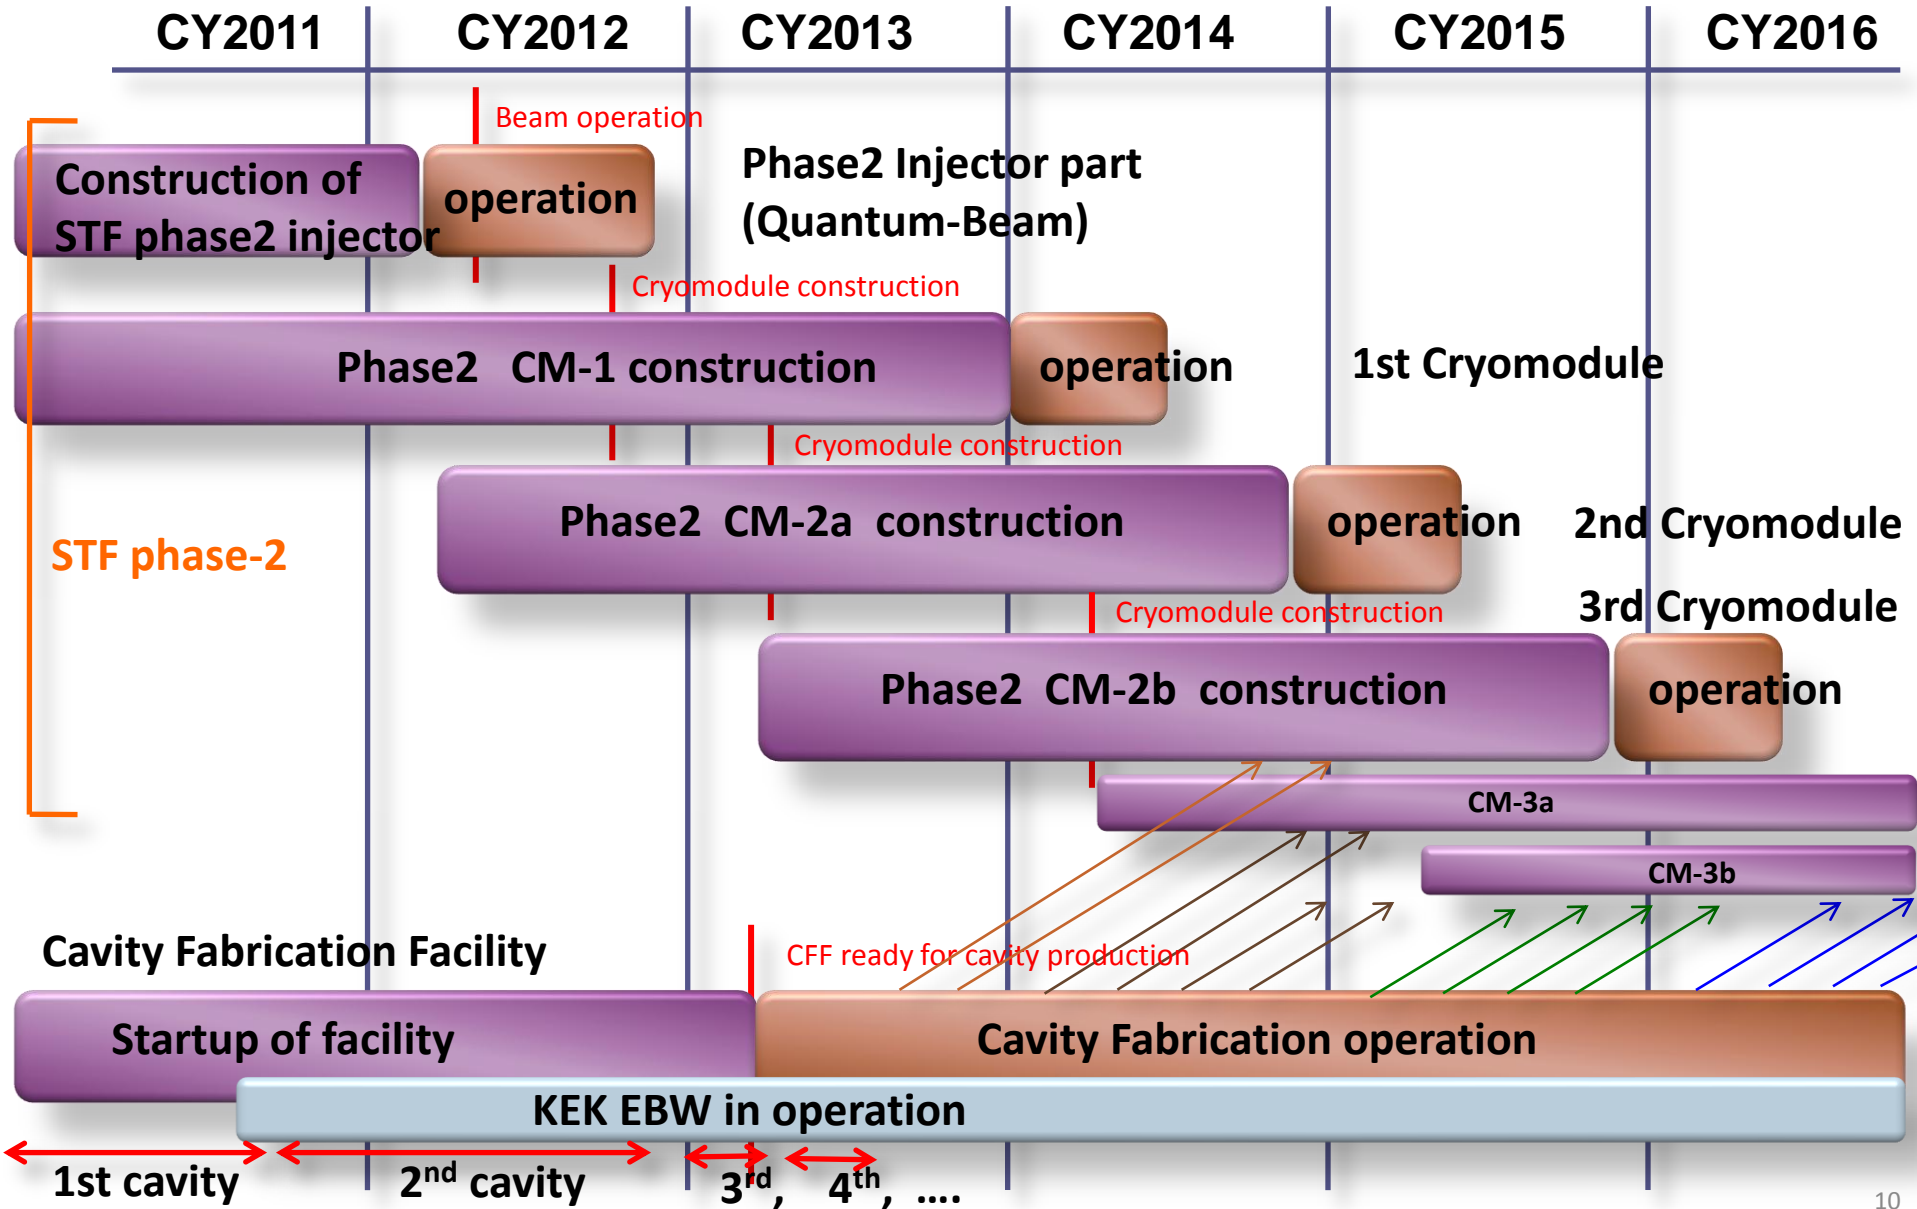 CY2011 CY2012 CY2013 CY2014 CY2015 CY2016
Beam operation
Construction of
STF phase2 injector
operation
Phase2 Injector part
(Quantum-Beam)
Cryomodule construction
Phase2 CM-1 construction
operation
1st Cryomodule
Cryomodule construction
Phase2 CM-2a construction
operation
2nd Cryomodule
STF phase-2
Cryomodule construction
3rd Cryomodule
Phase2 CM-2b construction
operation
CM-3a
CM-3b
Cavity Fabrication Facility
CFF ready for cavity production
Startup of facility
Cavity Fabrication operation
KEK EBW in operation
1st cavity 2nd cavity 3rd, 4th, ....
10